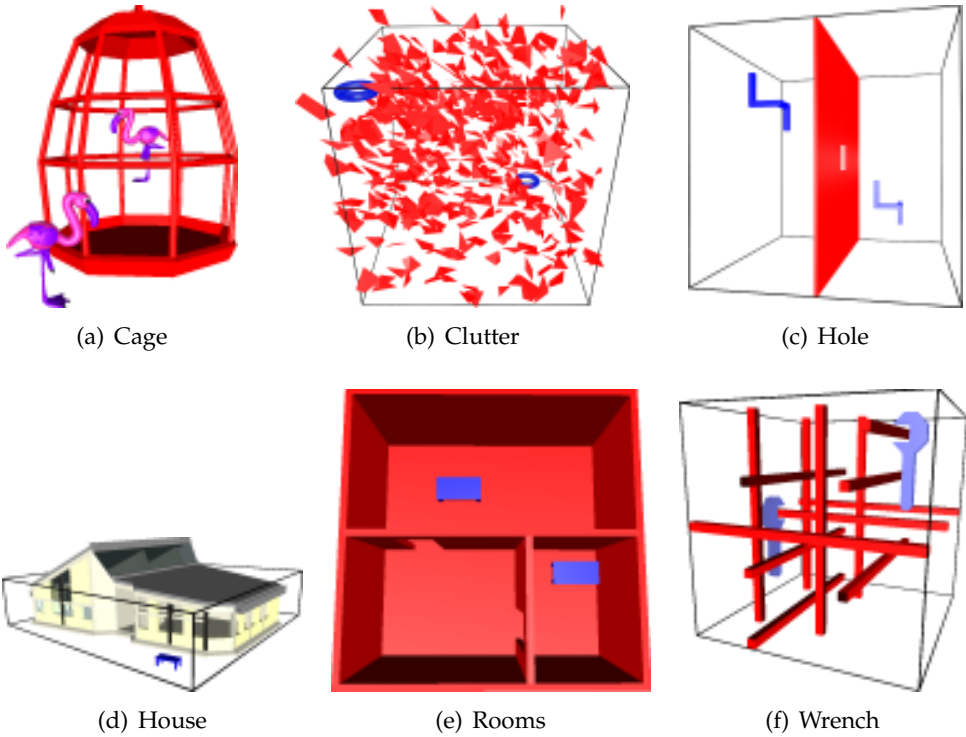 (a) Cage
(b) Clutter
(c) Hole
(d) House
(e) Rooms
(f) Wrench